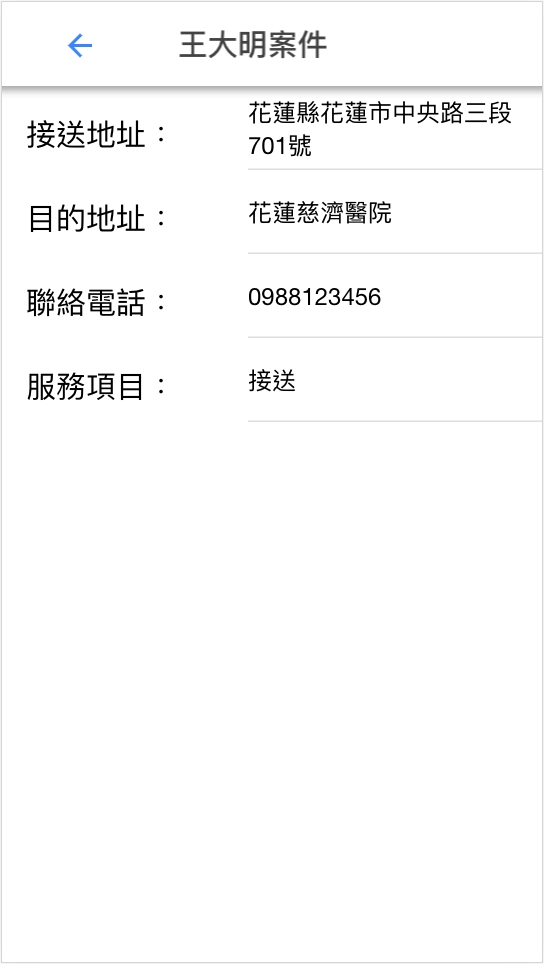 王大明案件
接送地址：
花蓮縣花蓮市中央路三段
701號
目的地址：
花蓮慈濟醫院
聯絡電話：
0988123456
服務項目：
接送